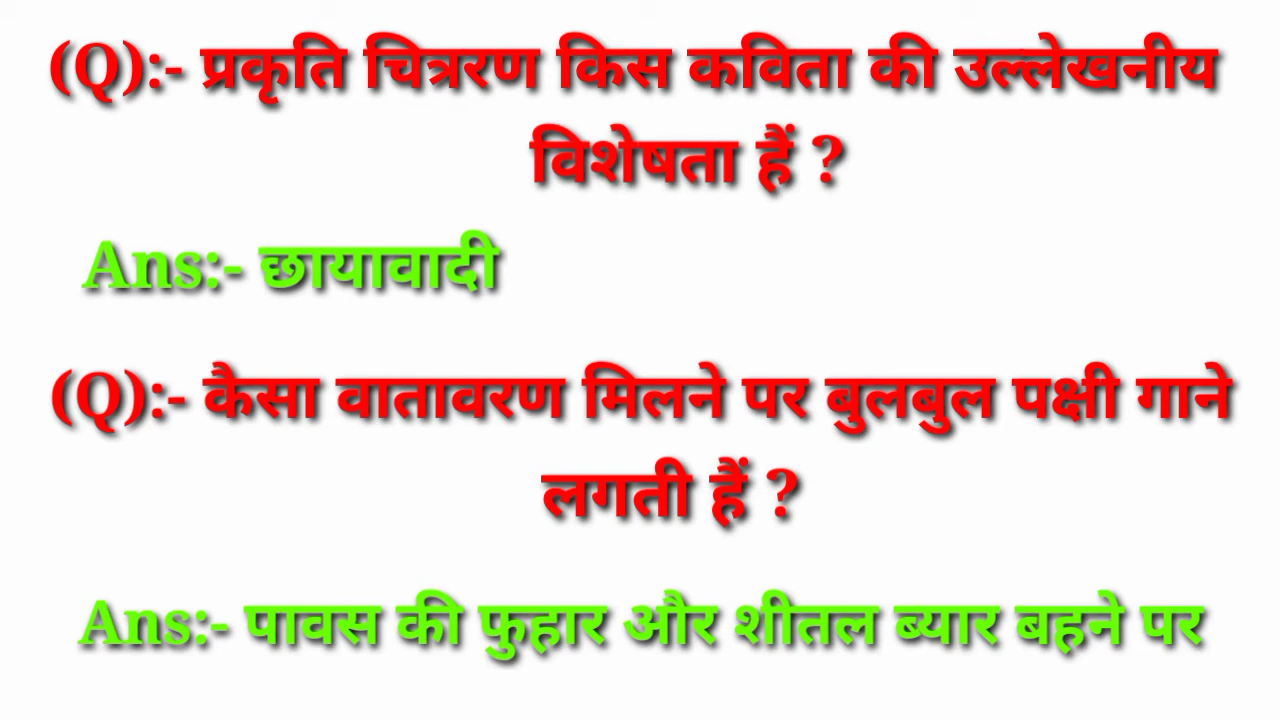 (Q):- प्रकृति चित्ररण किस कविता की उल्लेखनीय
विशेषता हैं ?
Ans:- छायावादी
(Q):- कैसा वातावरण मिलने पर बुलबुल पक्षी गाने
लगती हैं ?
Ans:- पावस की फुहार और शीतल ब्यार बहने पर